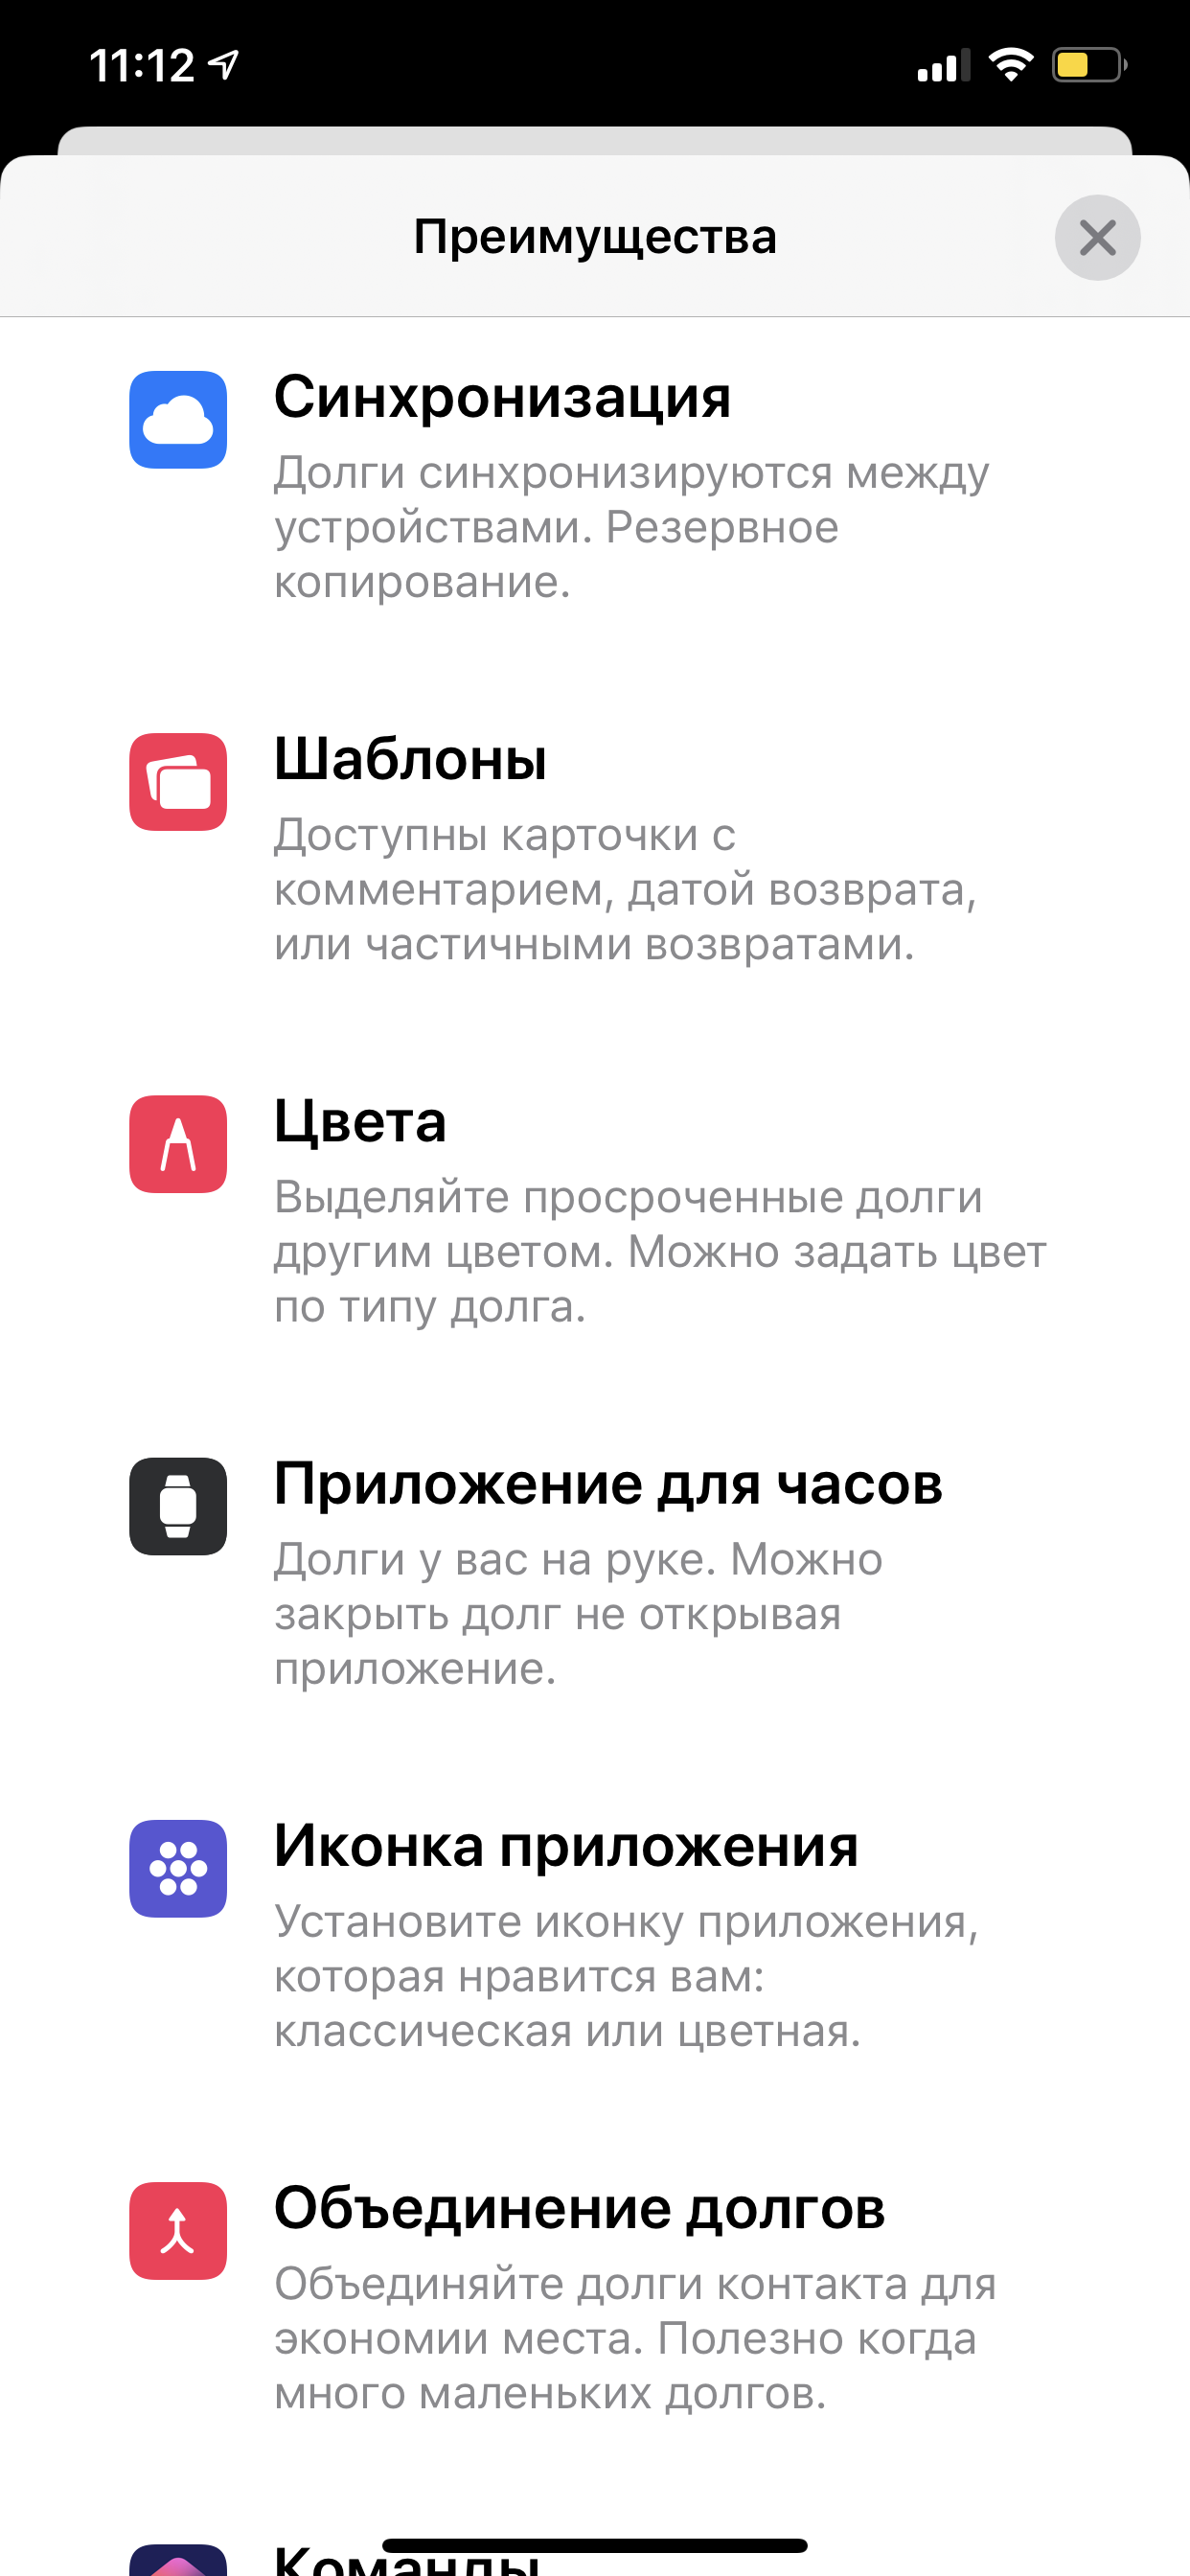 11:12
Преимущества
Синхронизация
Долги синхронизируются между
устройствами. Резервное
копирование.
Шаблоны
Доступны карточки с
комментарием, датой возврата,
или частичными возвратами.
Цвета
Выделяйте просроченные долги
другим цветом. Можно задать цвет
по типу долга.
Приложение для часов
Долги у вас на руке. Можно
закрыть долг не открывая
приложение.
Иконка приложения
Установите иконку приложения,
которая нравится вам:
классическая или цветная.
Объединение долгов
Объединяйте долги контакта для
экономии места. Полезно когда
много маленьких долгов.
Команды